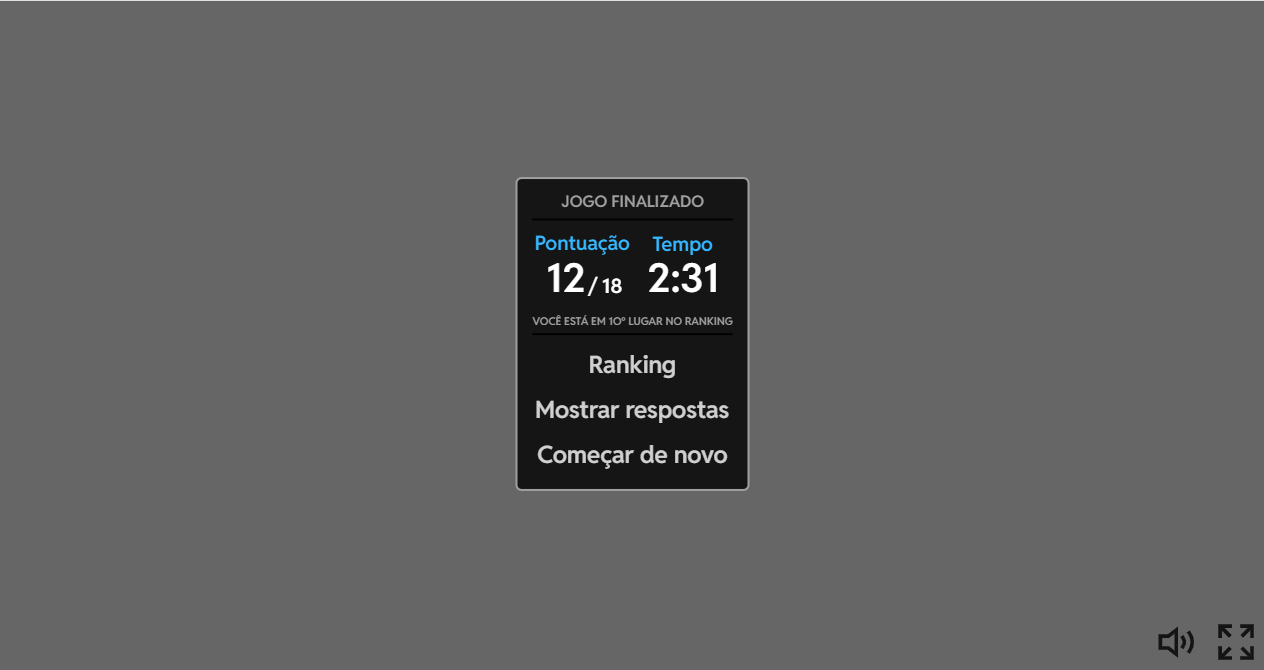 JOGO FINALIZADO
Pontuação Tempo
12 / 18 2:31
VOCÊ ESTÁ EM 10º LUGAR NO RANKING
Ranking
Mostrar respostas
Começar de novo